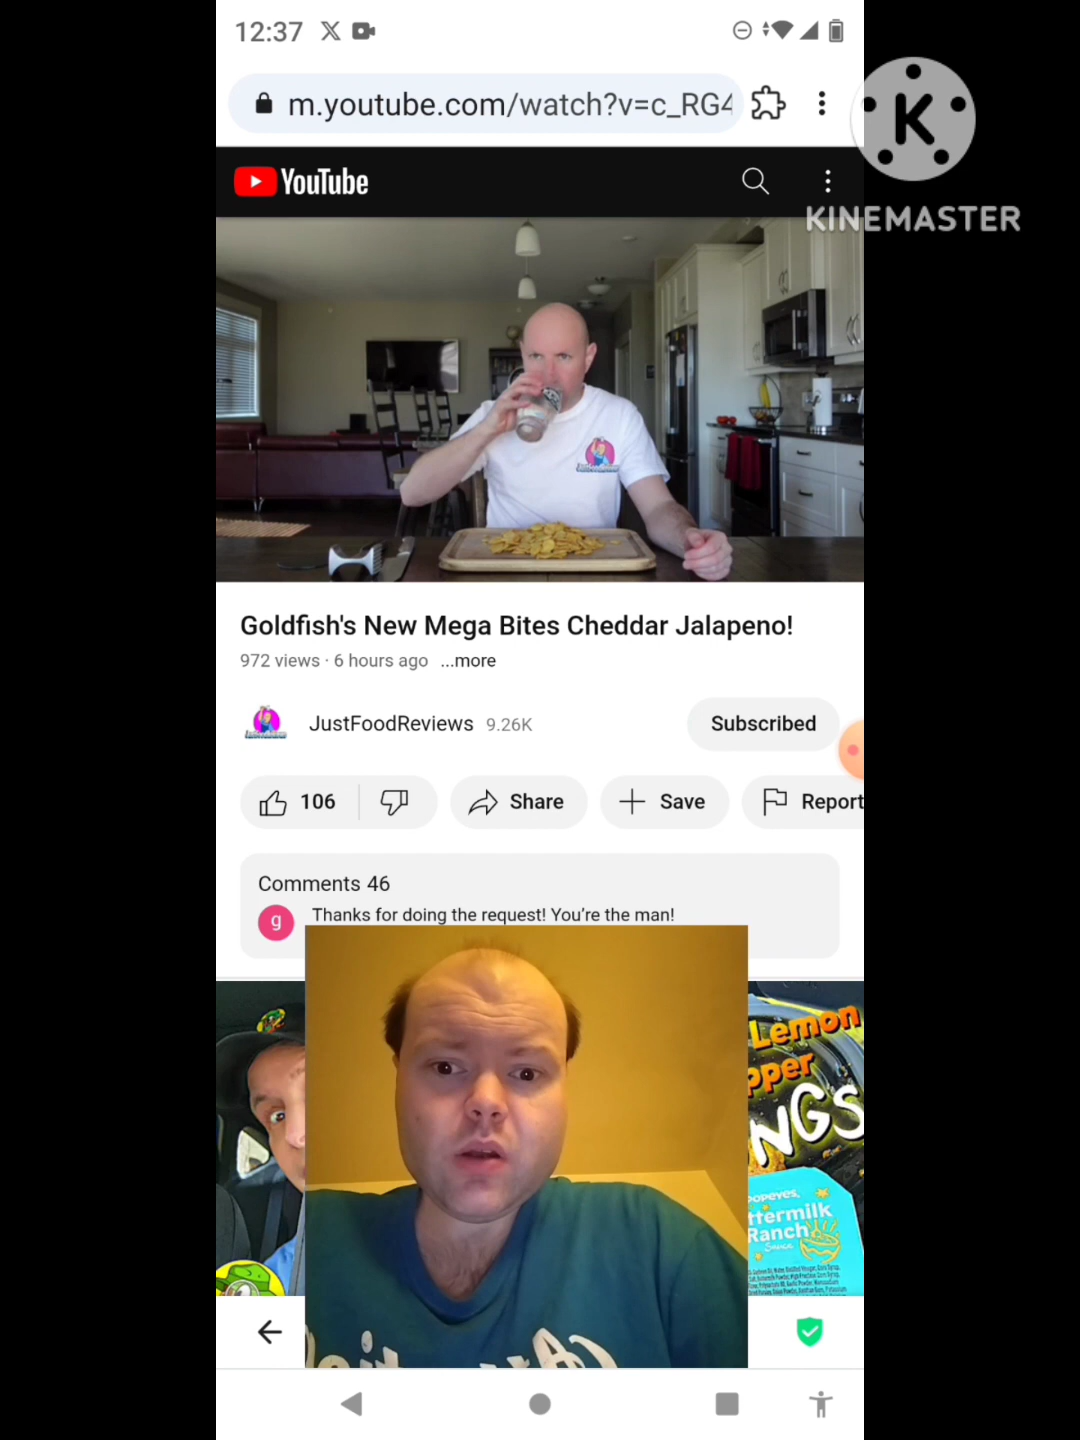 12:37
m.youtube.com/watch?v=c_RG4
K
KINEMASTER
YouTube
Goldfish's New Mega Bites Cheddar Jalapeno!
972 views · 6 hours ago ...more
JustFoodReviews 9.26K
Subscribed
106
Share
Save
Report
Comments 46
g
Thanks for doing the request! You're the man!
Lemon
pper
NGS
POPEYES
ttermilk
Ranch
Sauce